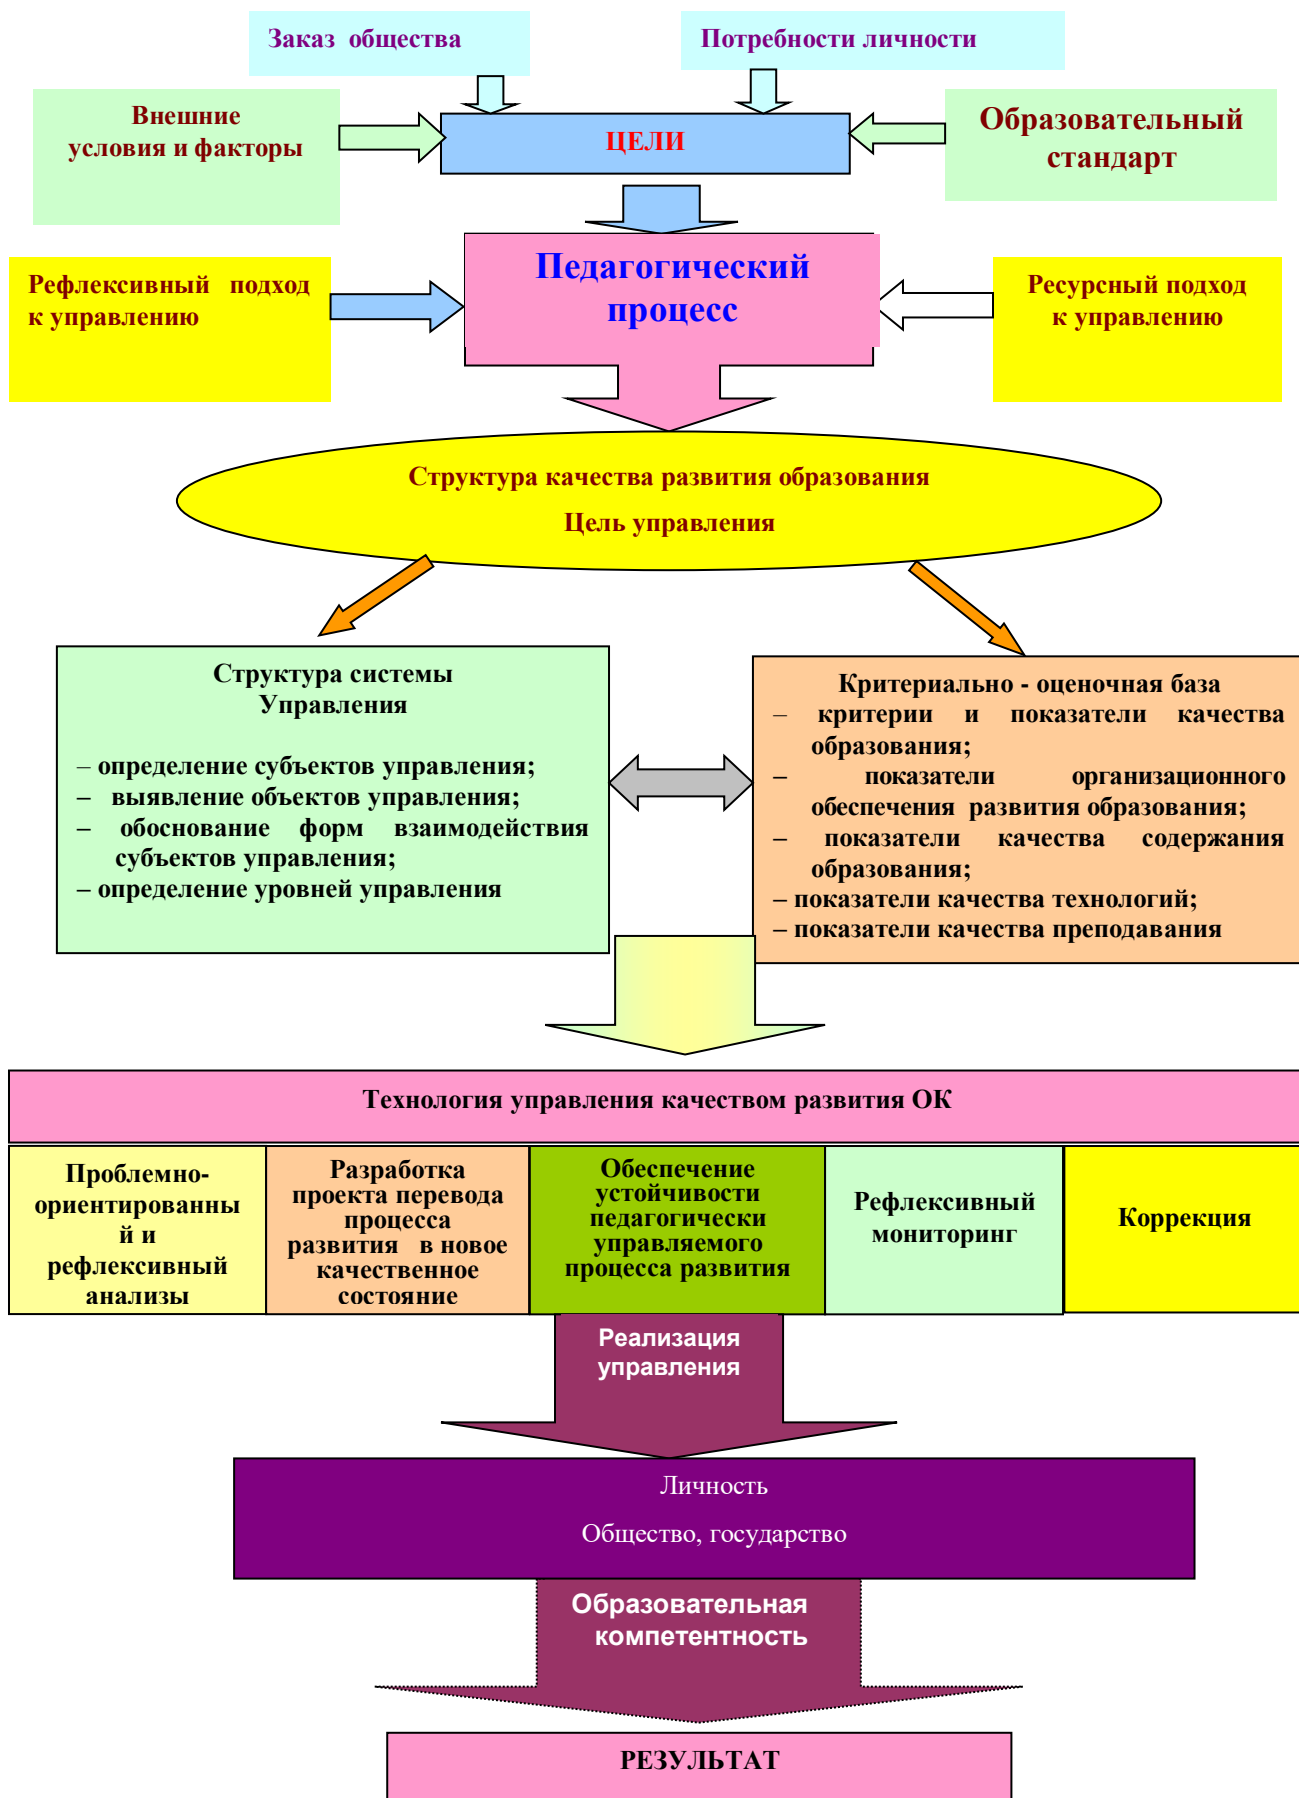 Заказ общества
Потребности личности
Внешние
условия и факторы
ЦЕЛИ
Образовательный
стандарт
Рефлексивный подход
к управлению
Педагогический
процесс
Ресурсный подход
к управлению
Структура качества развития образования
Цель управления
Структура системы
Управления
– определение субъектов управления;
– выявление объектов управления;
– обоснование форм взаимодействия
субъектов управления;
– определение уровней управления
Критериально - оценочная база
– критерии и показатели качества
образования;
– показатели организационного
обеспечения развития образования;
– показатели качества содержания
образования;
– показатели качества технологий;
– показатели качества преподавания
Технология управления качеством развития ОК
Проблемно-
ориентированны
й и
рефлексивный
анализы
Разработка
проекта перевода
процесса
развития в новое
качественное
состояние
Обеспечение
устойчивости
педагогически
управляемого
процесса развития
Рефлексивный
мониторинг
Коррекция
Реализация
управления
Личность
Общество, государство
Образовательная
компетентность
РЕЗУЛЬТАТ